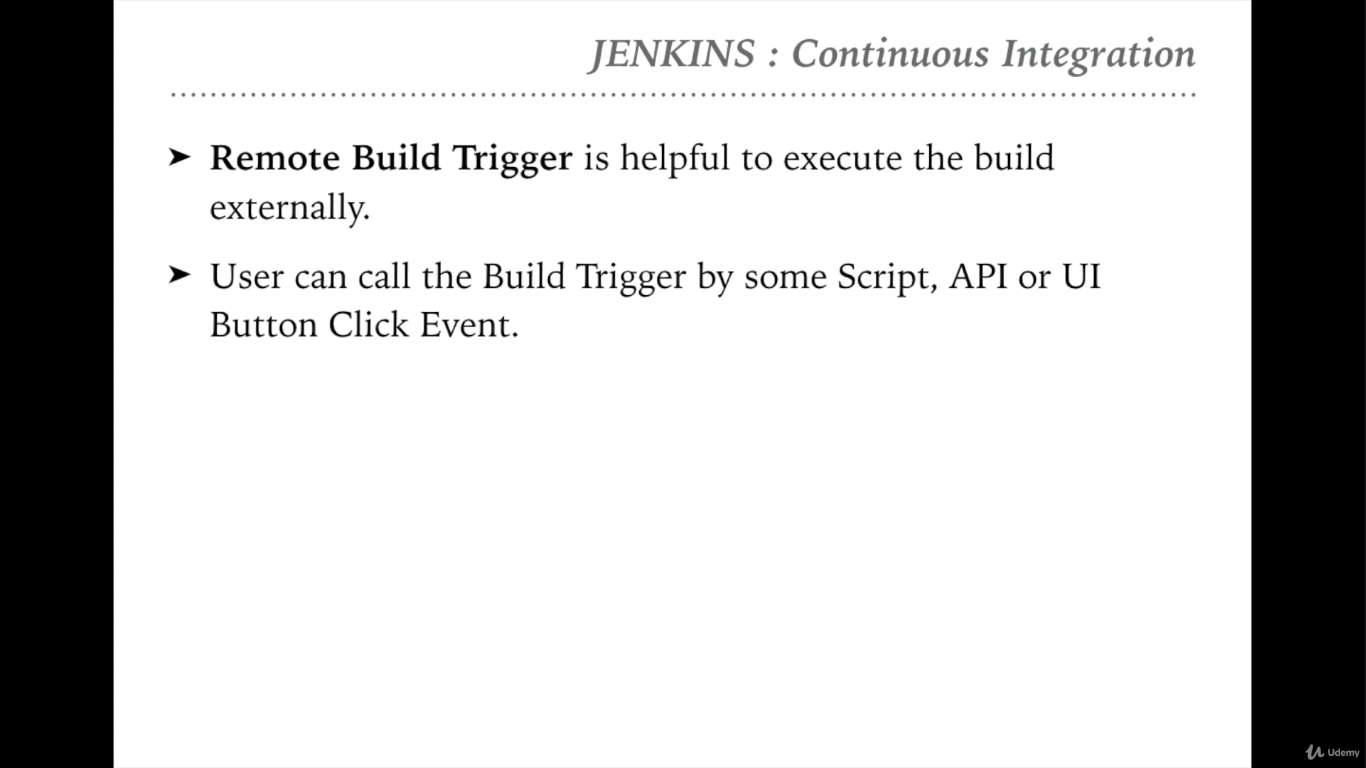 JENKINS : Continuous Integration
➤ Remote Build Trigger is helpful to execute the build
externally.
➤ User can call the Build Trigger by some Script, API or UI
Button Click Event.
Udemy